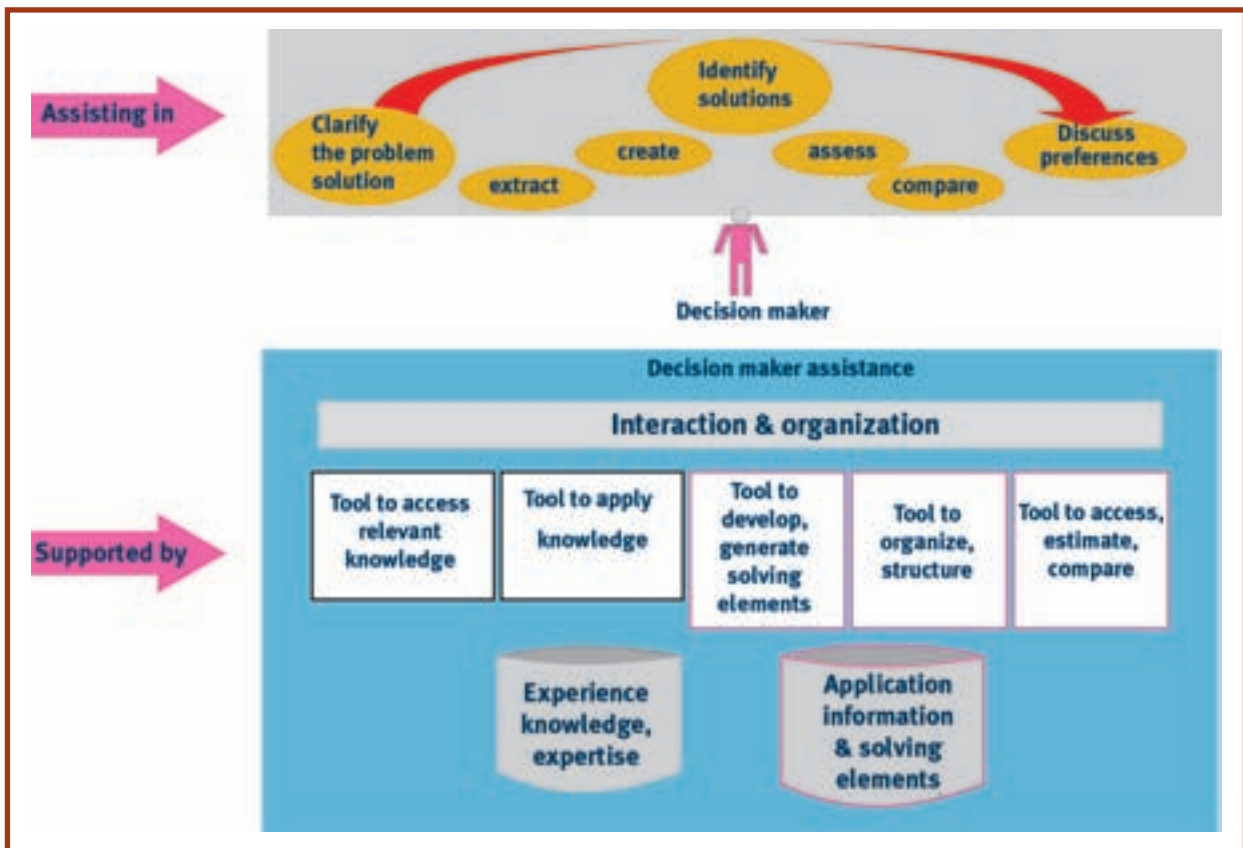 Assisting in
Identify
solutions
Clarify
the problem
solution
extract
create
assess
compare
Discuss
preferences
Decision maker
Decision maker assistance
Interaction & organization
Supported by
Tool to access
relevant
knowledge
Tool to apply
knowledge
Tool to
develop,
generate
solving
elements
Tool to
organize,
structure
Tool to access,
estimate,
compare
Experience
knowledge,
expertise
Application
information
& solving
elements